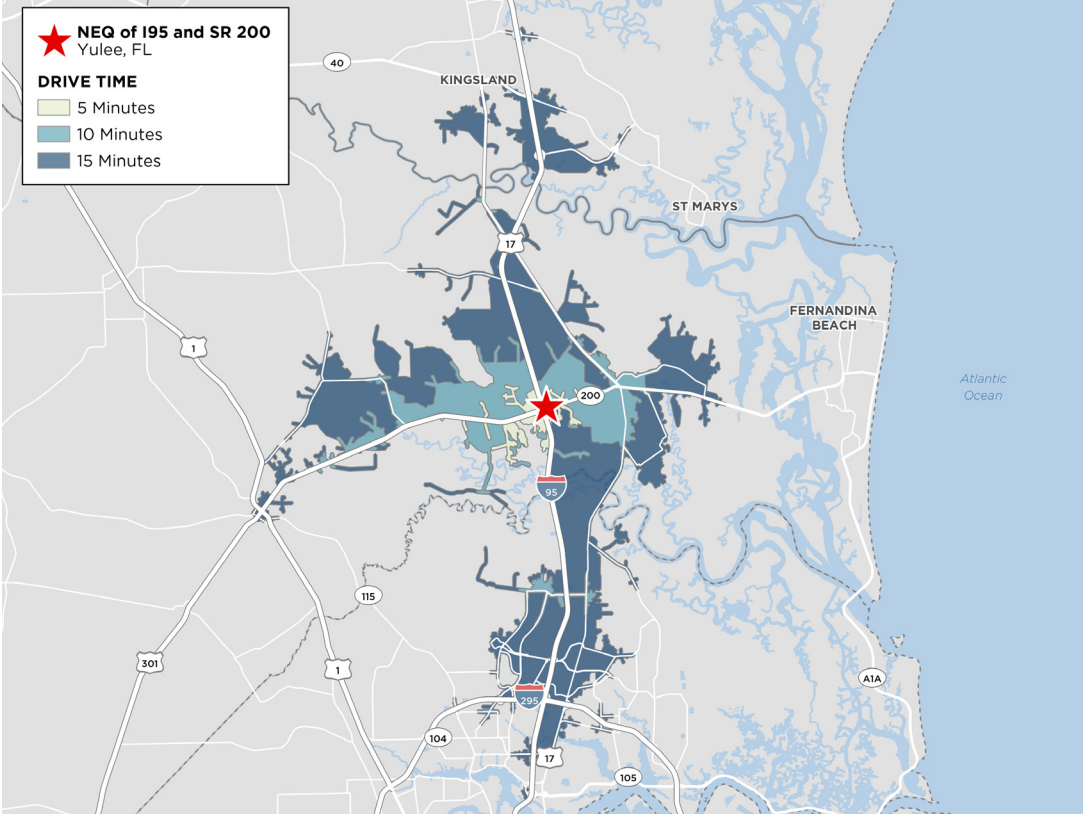 NEQ of I95 and SR 200
Yulee, FL
DRIVE TIME
5 Minutes
10 Minutes
15 Minutes
40
KINGSLAND
ST MARYS
17
FERNANDINA
BEACH
1
Atlantic
Ocean
200
95
115
301
1
A1A
295
104
17
105